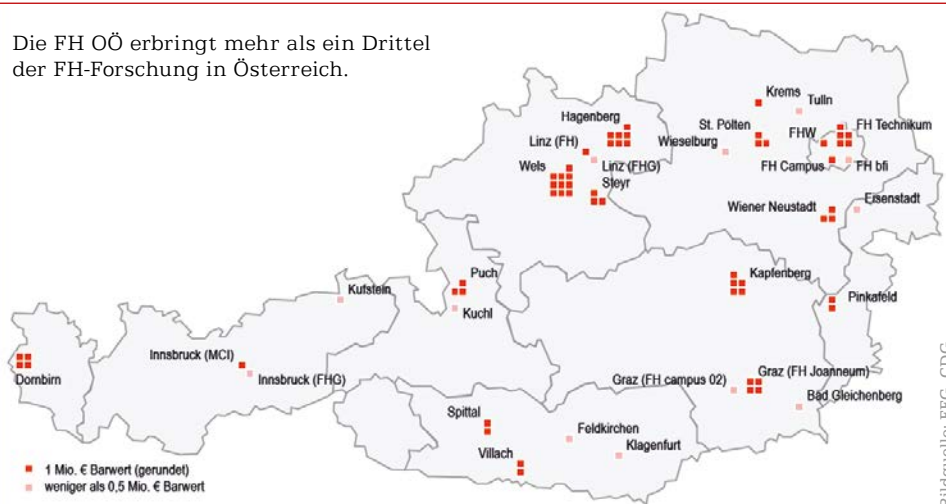 Die FH OÖ erbringt mehr als ein Drittel
der FH-Forschung in Österreich.
Krems
Tulln
Hagenberg
St. Pölten
FHW
FH Technikum
Linz (FH)
Wieselburg
Wels
Linz (FHG)
FH Campus
FH bfi
Steyr
Wiener Neustadt
Eisenstadt
Puch
Kapfenberg
Kufstein
Pinkafeld
Kuchl
Innsbruck (MCI)
Dornbirn
Innsbruck (FHG)
Graz (FH campus 02)
Graz (FH Joanneum)
Bad Gleichenberg
Spittal
Feldkirchen
Villach
Klagenfurt
1 Mio. € Barwert (gerundet)
weniger als 0,5 Mio. € Barwert
Bildquelle: FFG, CDG